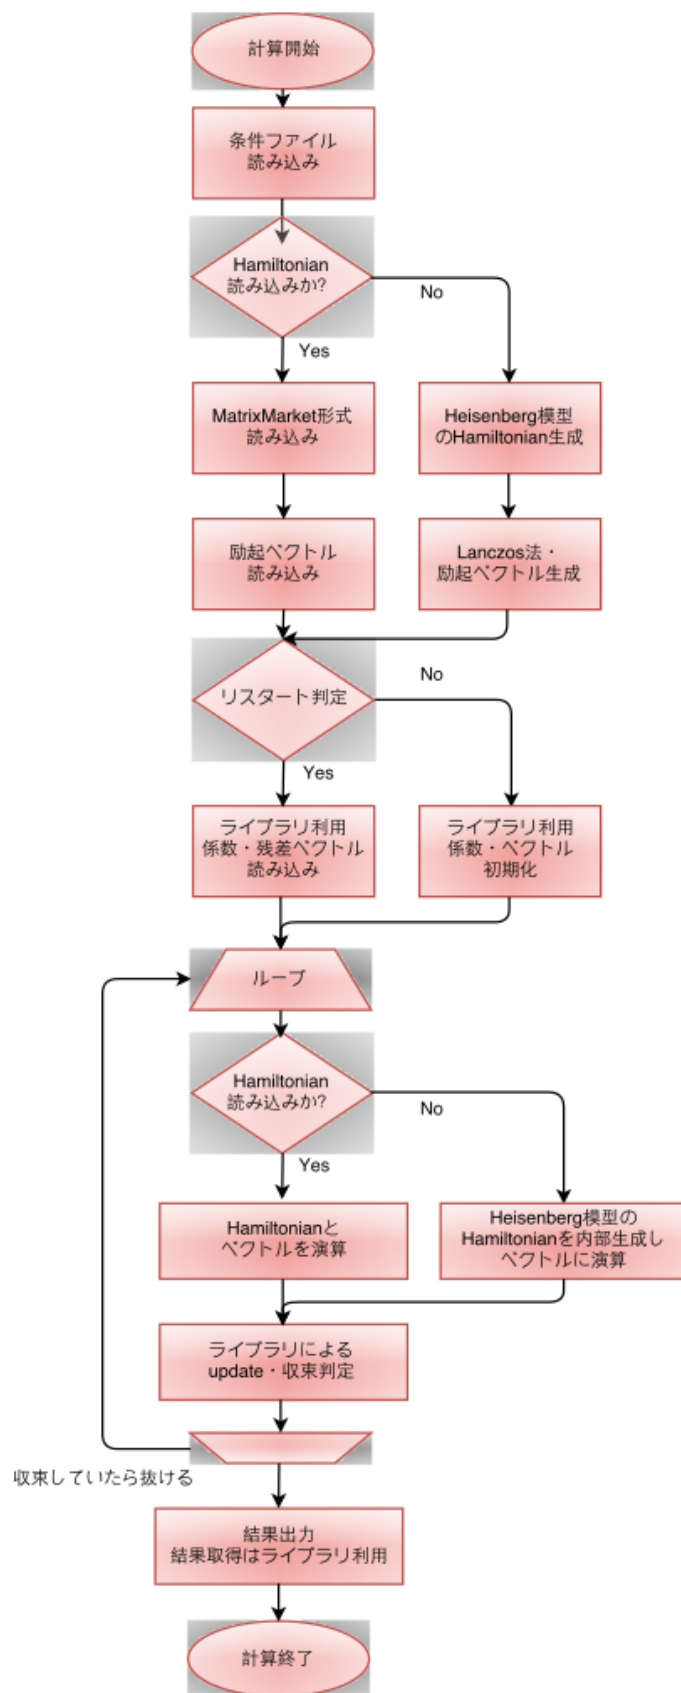 計算開始
条件ファイル
読み込み
Hamiltonian
読み込みか?
No
Yes
MatrixMarket形式
読み込み
Heisenberg模型
のHamiltonian生成
励起ベクトル
読み込み
Lanczos法・
励起ベクトル生成
リスタート判定
No
Yes
ライブラリ利用
係数・残差ベクトル
読み込み
ライブラリ利用
係数・ベクトル
初期化
ループ
Hamiltonian
読み込みか?
No
Yes
Hamiltonianと
ベクトルを演算
Heisenberg模型の
Hamiltonianを内部生成し
ベクトルに演算
ライブラリによる
update・収束判定
収束していたら抜ける
結果出力
結果取得はライブラリ利用
計算終了